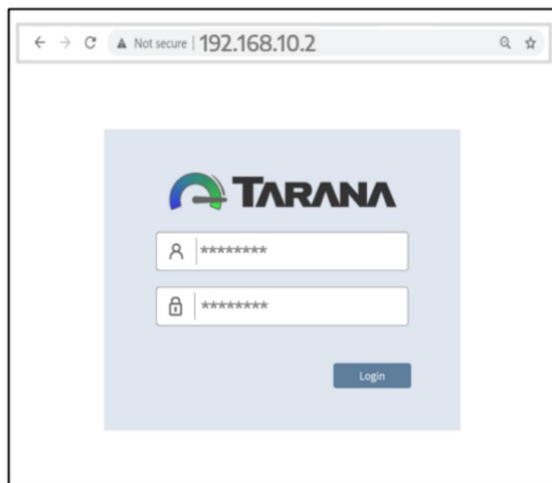 Not secure | 192.168.10.2
TARANA
********
********
Login